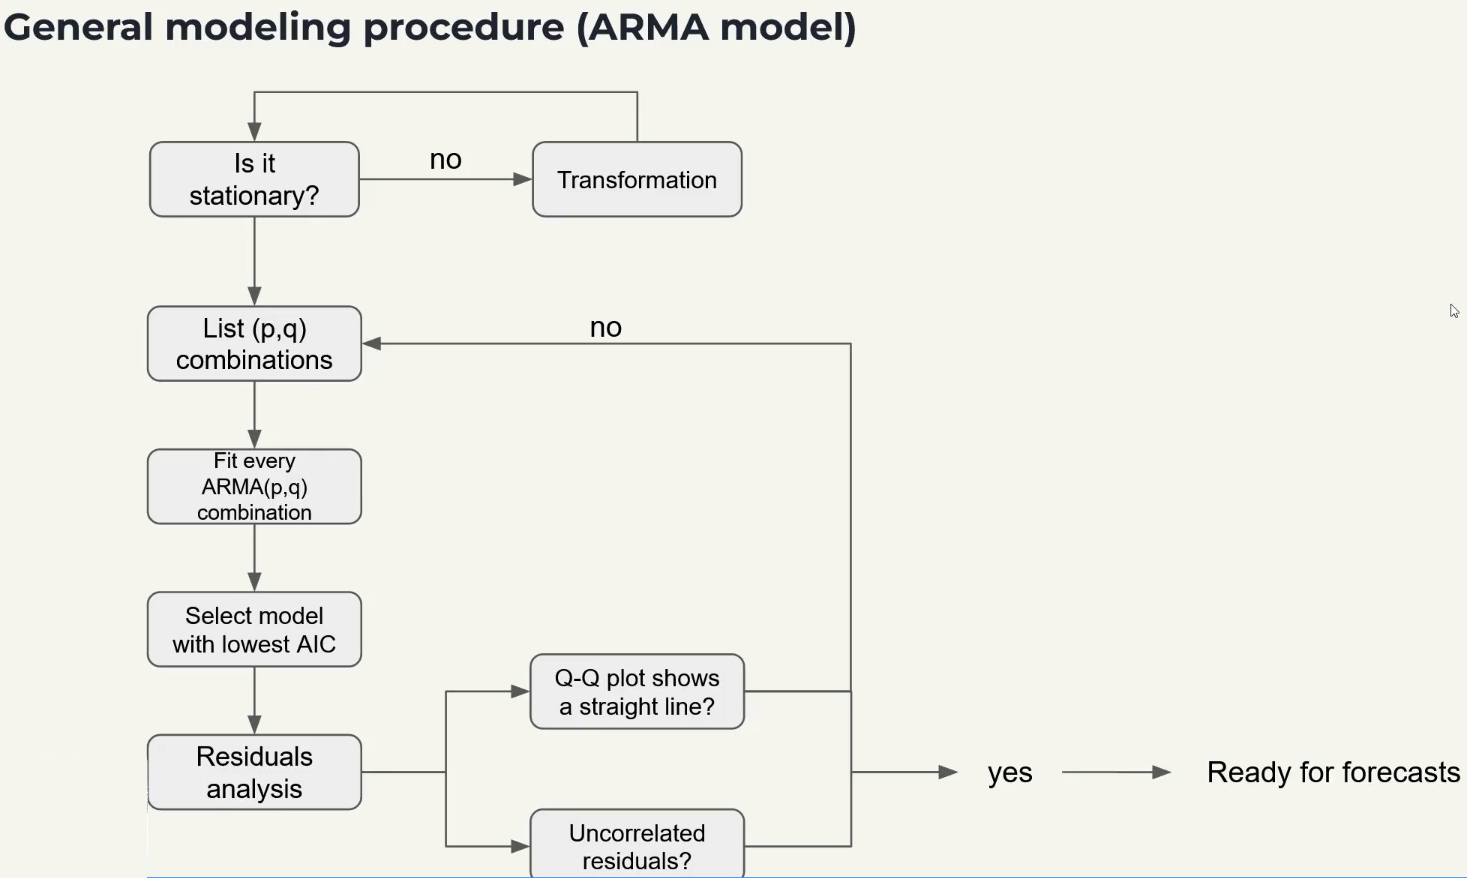 General modeling procedure (ARMA model)
Is it
stationary?
no
Transformation
List (p,q)
combinations
no
Fit every
ARMA(p,q)
combination
Select model
with lowest AIC
Residuals
analysis
Q-Q plot shows
a straight line?
Uncorrelated
residuals?
yes
Ready for forecasts